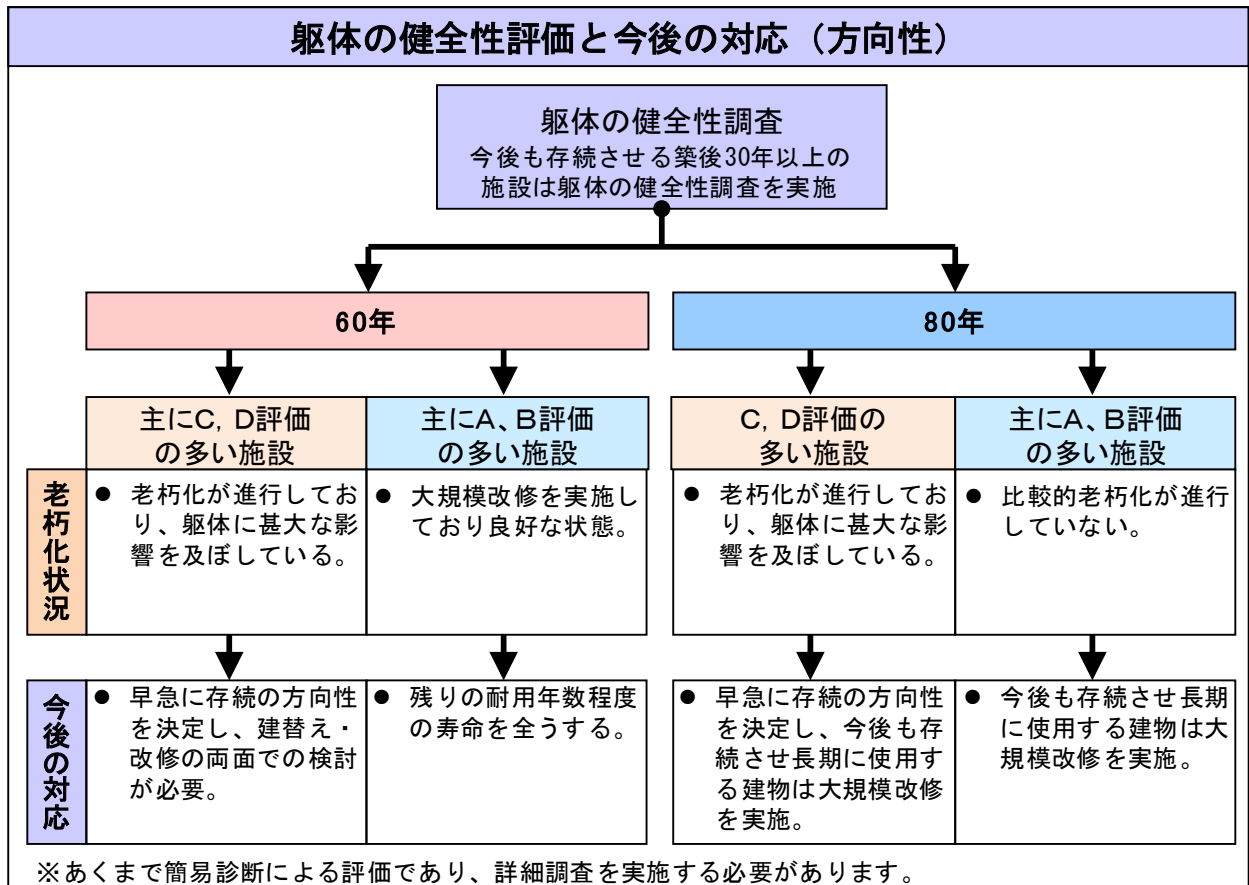 躯体の健全性評価と今後の対応（方向性）
躯体の健全性調査
今後も存続させる築後30年以上の
施設は躯体の健全性調査を実施
60年
80年
主にC, D評価
の多い施設
主にA、B評価
の多い施設
C, D評価の
多い施設
主にA、B評価
の多い施設
老朽化状況
● 老朽化が進行してお
り、躯体に甚大な影
響を及ぼしている。
● 大規模改修を実施し
ており良好な状態。
● 老朽化が進行してお
り、躯体に甚大な影
響を及ぼしている。
● 比較的老朽化が進行
していない。
今後の対応
● 早急に存続の方向性
を決定し、建替え・
改修の両面での検討
が必要。
● 残りの耐用年数程度
の寿命を全うする。
● 早急に存続の方向性
を決定し、今後も存
続させ長期に使用す
る建物は大規模改修
を実施。
● 今後も存続させ長期
に使用する建物は大
規模改修を実施。
※あくまで簡易診断による評価であり、詳細調査を実施する必要があります。